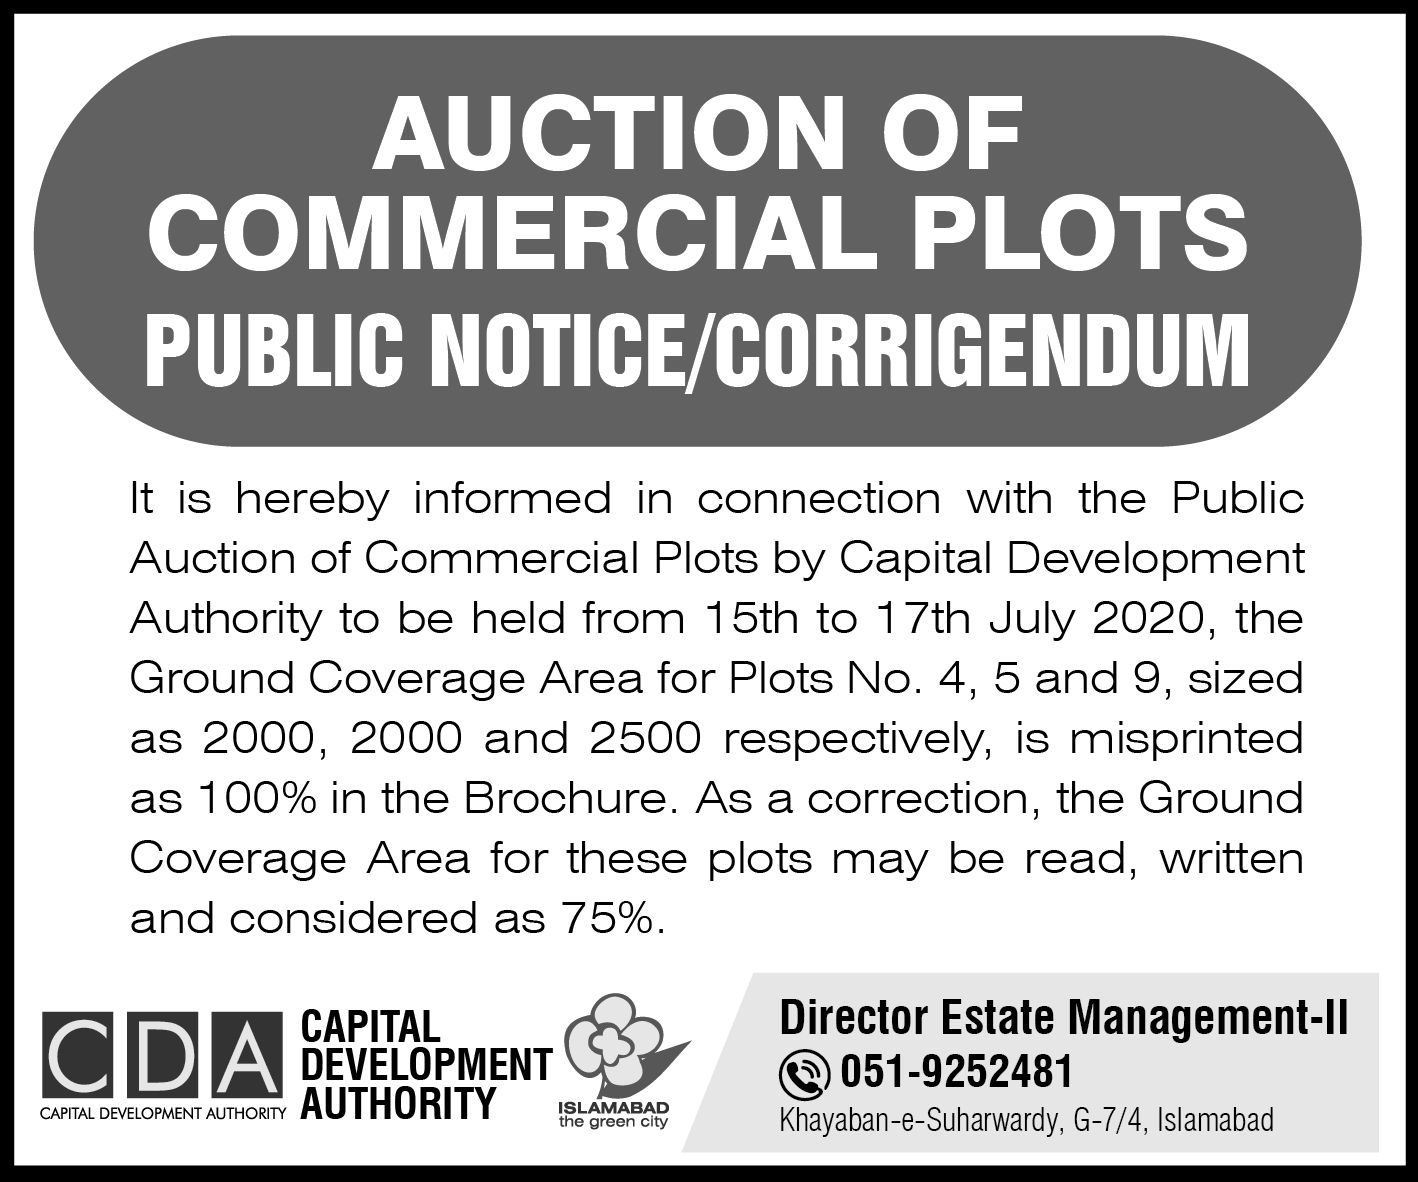 AUCTION OF
COMMERCIAL PLOTS
PUBLIC NOTICE/CORRIGENDUM
It is hereby informed in connection with the Public
Auction of Commercial Plots by Capital Development
Authority to be held from 15th to 17th July 2020, the
Ground Coverage Area for Plots No. 4, 5 and 9, sized
as 2000, 2000 and 2500 respectively, is misprinted
as 100% in the Brochure. As a correction, the Ground
Coverage Area for these plots may be read, written
and considered as 75%.
CDA
CAPITAL DEVELOPMENT AUTHORITY
CAPITAL
DEVELOPMENT
AUTHORITY
ISLAMABAD
the green city
Director Estate Management-II
051-9252481
Khayaban-e-Suharwardy, G-7/4, Islamabad